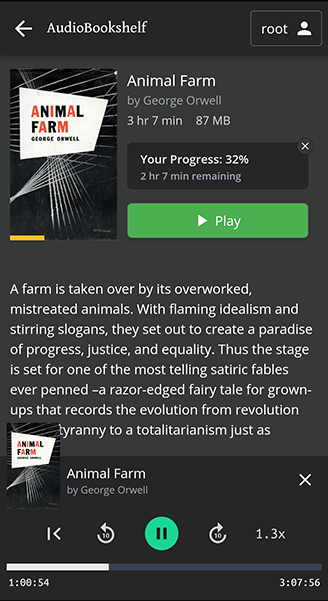 AudioBookshelf
root
ANIMAL
FARM
GEORGE ORWELL
Animal Farm
by George Orwell
3 hr 7 min 87 MB
Your Progress: 32%
2 hr 7 min remaining
Play
A farm is taken over by its overworked,
mistreated animals. With flaming idealism and
stirring slogans, they set out to create a paradise
of progress, justice, and equality. Thus the stage
is set for one of the most telling satiric fables
ever penned –a razor-edged fairy tale for grown-
ups that records the evolution from revolution
tyranny to a totalitarianism just as
ANIMAL
FARM
Animal Farm
by George Orwell
10
10
1.3x
1:00:54
3:07:56